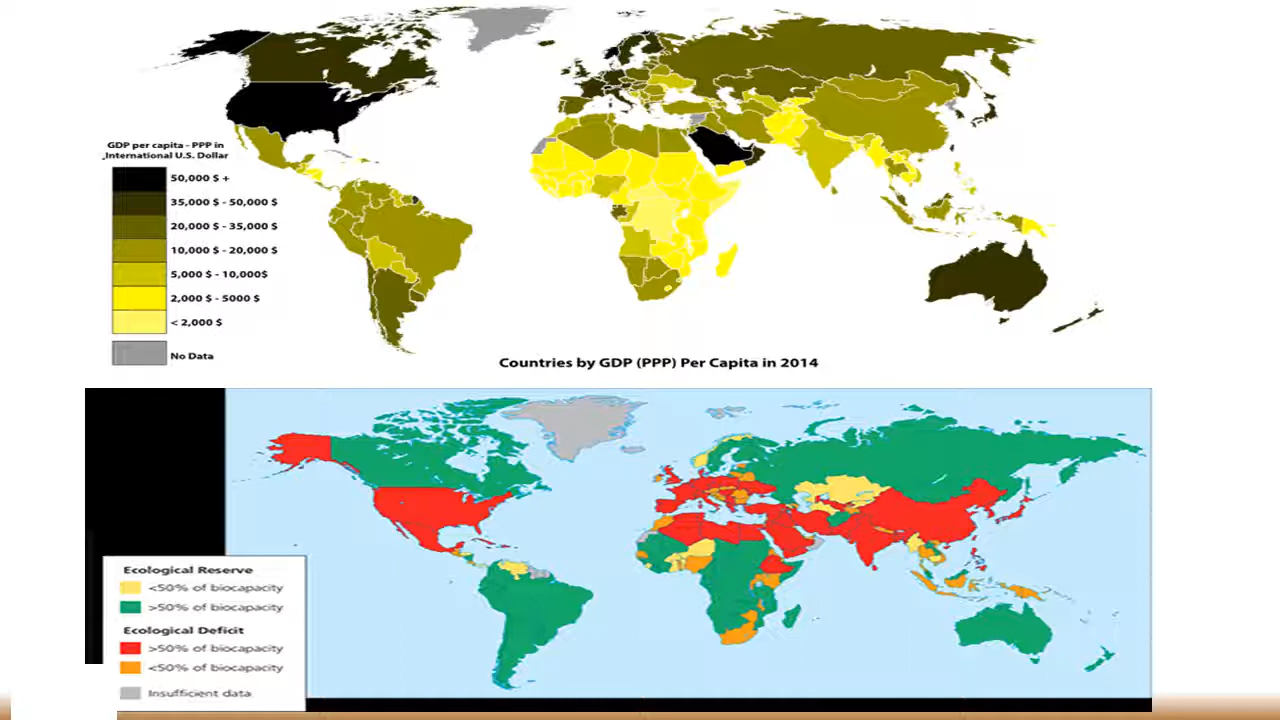 GDP per capita - PPP in
International U.S. Dollar
50,000 $ +
35,000 $ - 50,000 $
20,000 $ - 35,000 $
10,000 $ - 20,000 $
5,000 $ - 10,000$
2,000 $ - 5000 $
< 2,000 $
No Data
Countries by GDP (PPP) Per Capita in 2014
Ecological Reserve
<50% of biocapacity
>50% of biocapacity
Ecological Deficit
>50% of biocapacity
<50% of biocapacity
Insufficient data